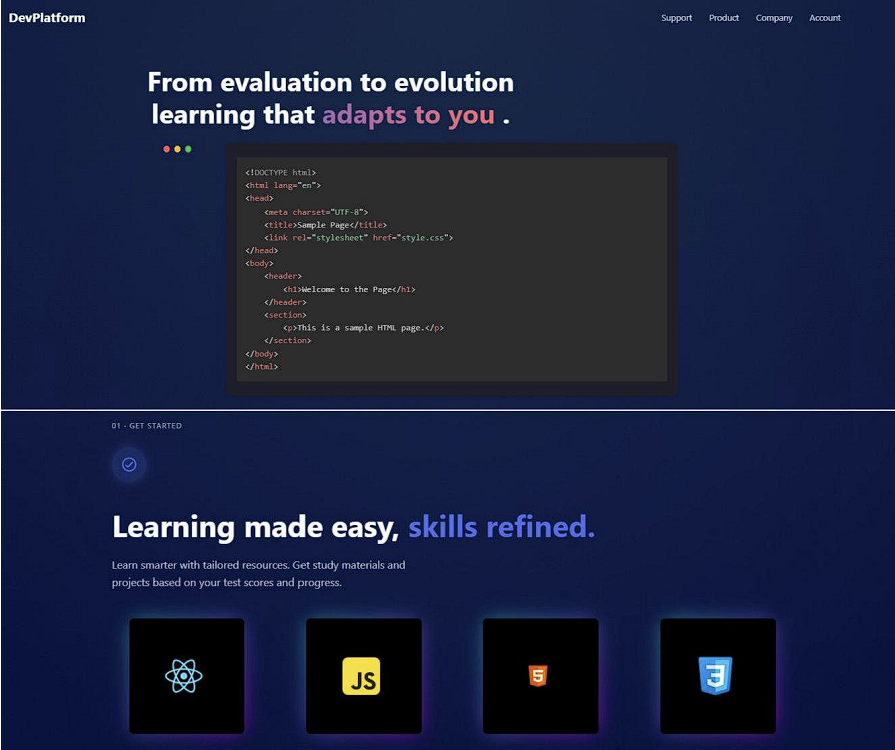 DevPlatform
Support Product Company Account
From evaluation to evolution
learning that adapts to you .
<!DOCTYPE html>
<html lang="en">
<head>
    <meta charset="UTF-8">
    <title>Sample Page</title>
    <link rel="stylesheet" href="style.css">
</head>
<body>
    <header>
        <h1>Welcome to the Page</h1>
    </header>
    <section>
        <p>This is a sample HTML page.</p>
    </section>
</body>
</html>
01 - GET STARTED
Learning made easy, skills refined.
Learn smarter with tailored resources. Get study materials and
projects based on your test scores and progress.
JS
5
3